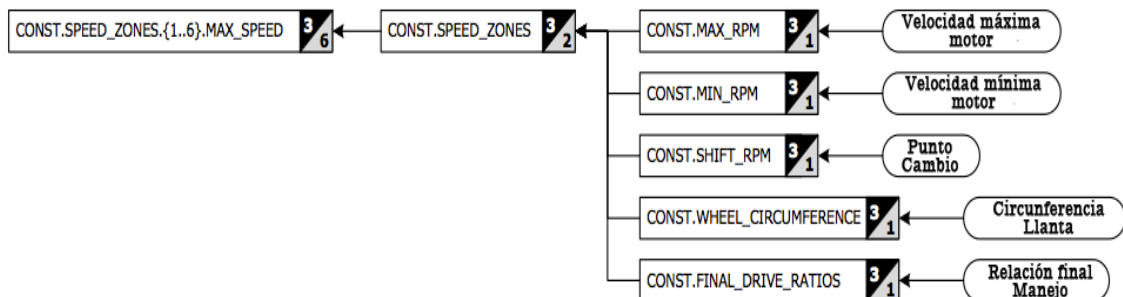 CONST.SPEED_ZONES.{1..6}.MAX_SPEED 3/6
CONST.SPEED_ZONES 3/2
CONST.MAX_RPM 3/1
Velocidad máxima
motor
CONST.MIN_RPM 3/1
Velocidad mínima
motor
CONST.SHIFT_RPM 3/1
Punto
Cambio
CONST.WHEEL_CIRCUMFERENCE 3/1
Circunferencia
Llanta
CONST.FINAL_DRIVE_RATIOS 3/1
Relación final
Manejo